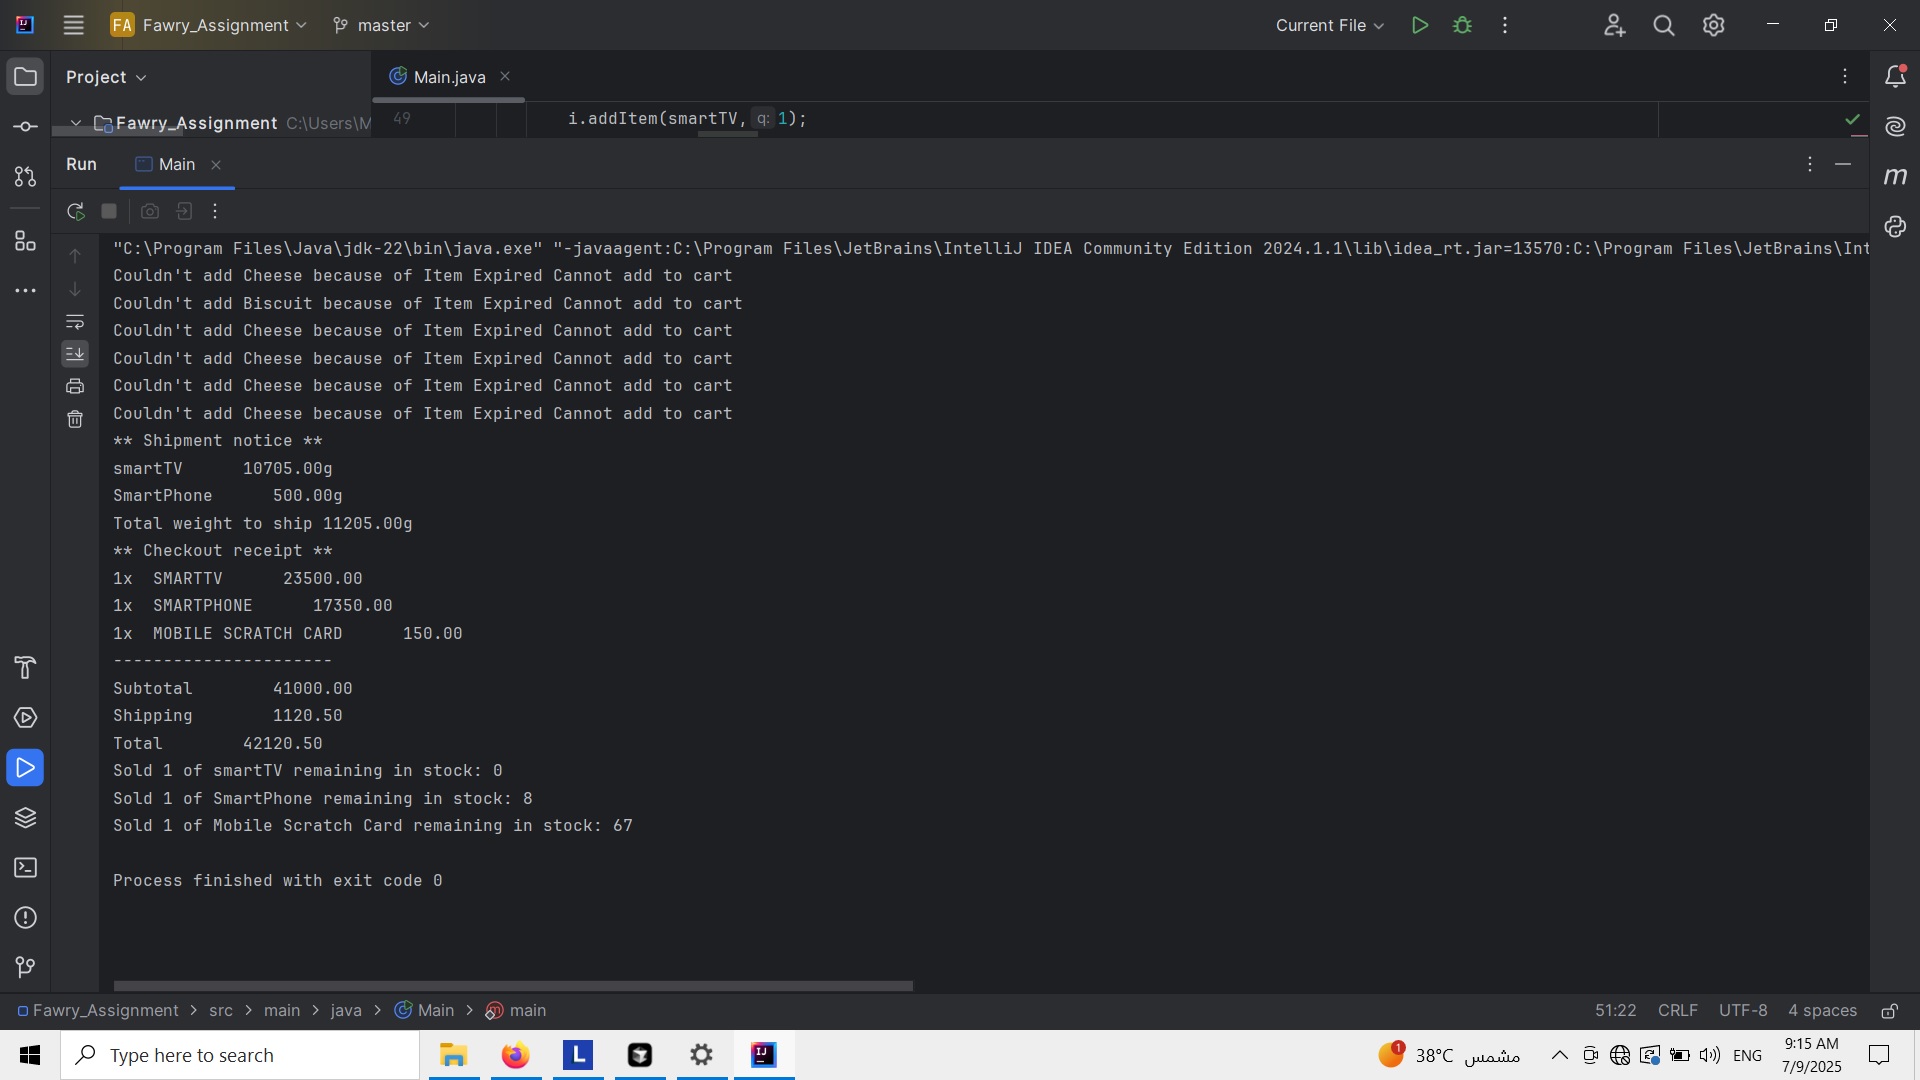 FA Fawry_Assignment master Current File
Project Main.java
Fawry_Assignment C:\Users\M 49 i.addItem(smartTV, q: 1);
Run Main
"C:\Program Files\Java\jdk-22\bin\java.exe" "-javaagent:C:\Program Files\JetBrains\IntelliJ IDEA Community Edition 2024.1.1\lib\idea_rt.jar=13570:C:\Program Files\JetBrains\Int
Couldn't add Cheese because of Item Expired Cannot add to cart
Couldn't add Biscuit because of Item Expired Cannot add to cart
Couldn't add Cheese because of Item Expired Cannot add to cart
Couldn't add Cheese because of Item Expired Cannot add to cart
Couldn't add Cheese because of Item Expired Cannot add to cart
Couldn't add Cheese because of Item Expired Cannot add to cart
** Shipment notice **
smartTV      10705.00g
SmartPhone      500.00g
Total weight to ship 11205.00g
** Checkout receipt **
1x  SMARTTV      23500.00
1x  SMARTPHONE      17350.00
1x  MOBILE SCRATCH CARD      150.00
----------------------
Subtotal        41000.00
Shipping        1120.50
Total        42120.50
Sold 1 of smartTV remaining in stock: 0
Sold 1 of SmartPhone remaining in stock: 8
Sold 1 of Mobile Scratch Card remaining in stock: 67
Process finished with exit code 0
Fawry_Assignment > src > main > java > Main > main 51:22 CRLF UTF-8 4 spaces
Type here to search L 1 38°C مشمس ENG 9:15 AM
7/9/2025